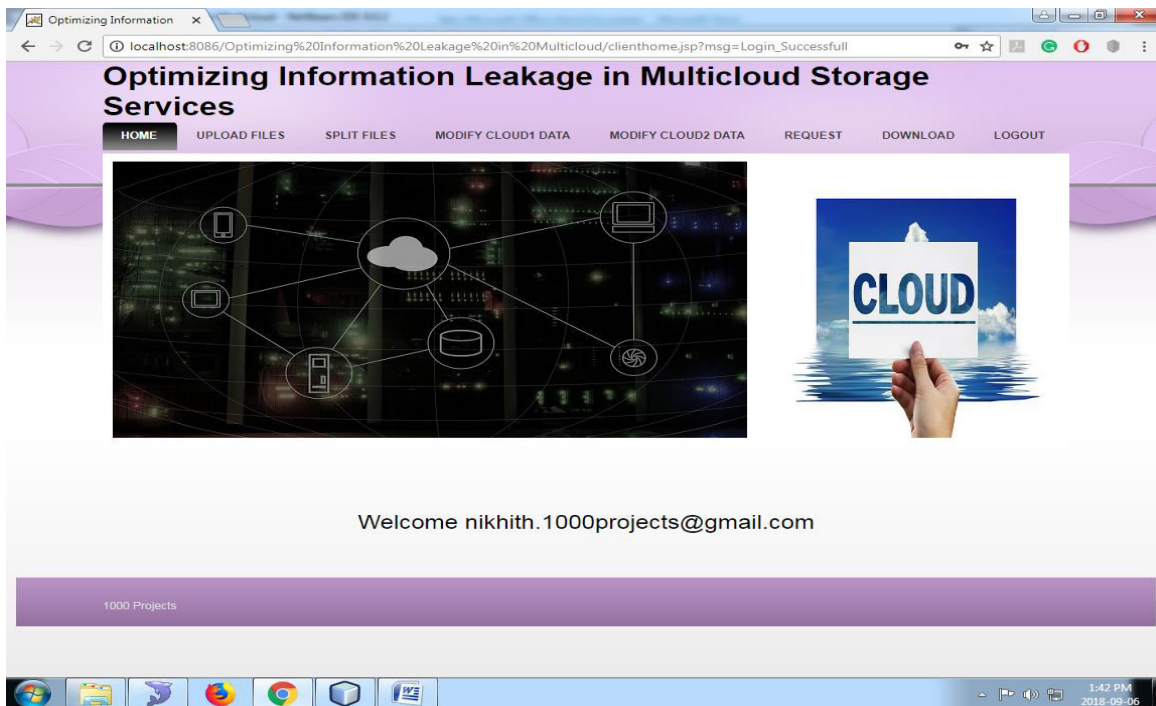 Optimizing Information
localhost:8086/Optimizing%20Information%20Leakage%20in%20Multicloud/clienthome.jsp?msg=Login_Successfull
Optimizing Information Leakage in Multicloud Storage
Services
HOME UPLOAD FILES SPLIT FILES MODIFY CLOUD1 DATA MODIFY CLOUD2 DATA REQUEST DOWNLOAD LOGOUT
CLOUD
Welcome nikhith.1000projects@gmail.com
1000 Projects
1:42 PM
2018-09-06